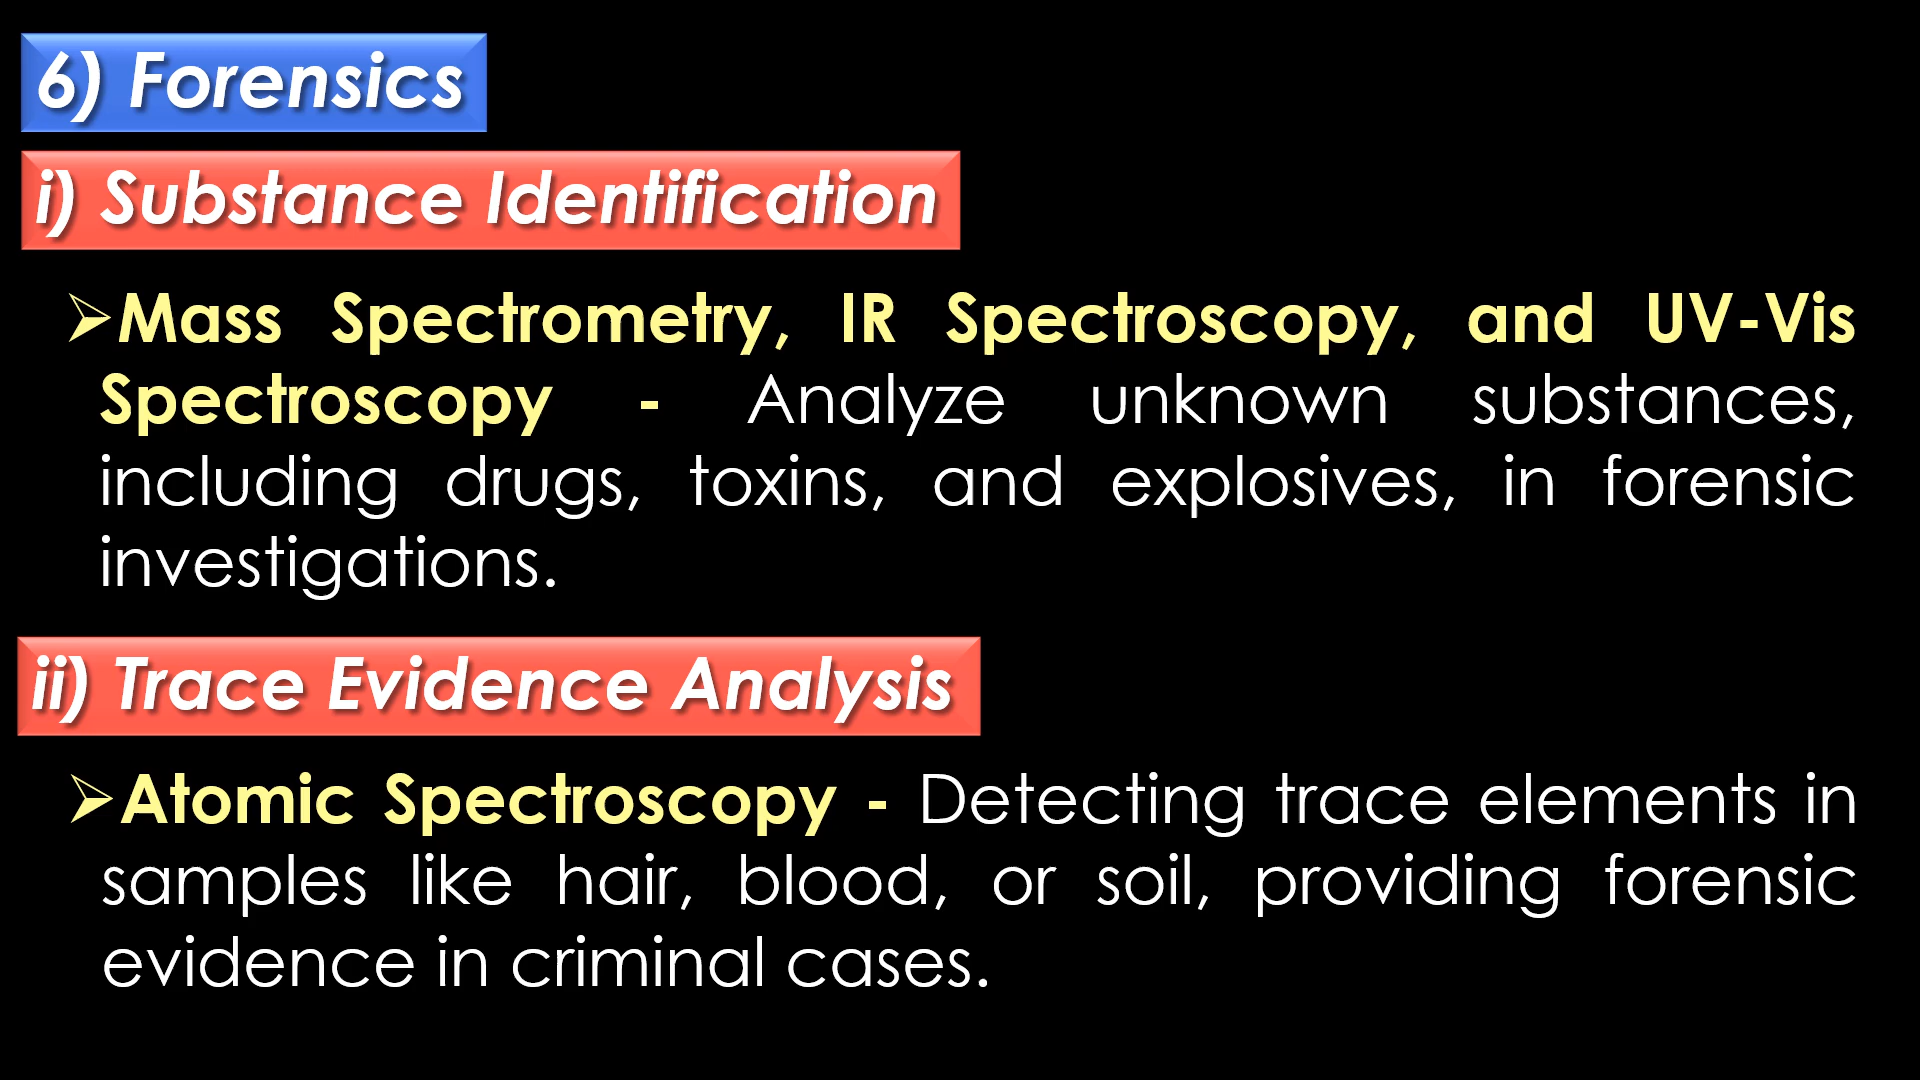 6) Forensics
i) Substance Identification
➢Mass Spectrometry, IR Spectroscopy, and UV-Vis
Spectroscopy - Analyze unknown substances,
including drugs, toxins, and explosives, in forensic
investigations.
ii) Trace Evidence Analysis
➢Atomic Spectroscopy - Detecting trace elements in
samples like hair, blood, or soil, providing forensic
evidence in criminal cases.